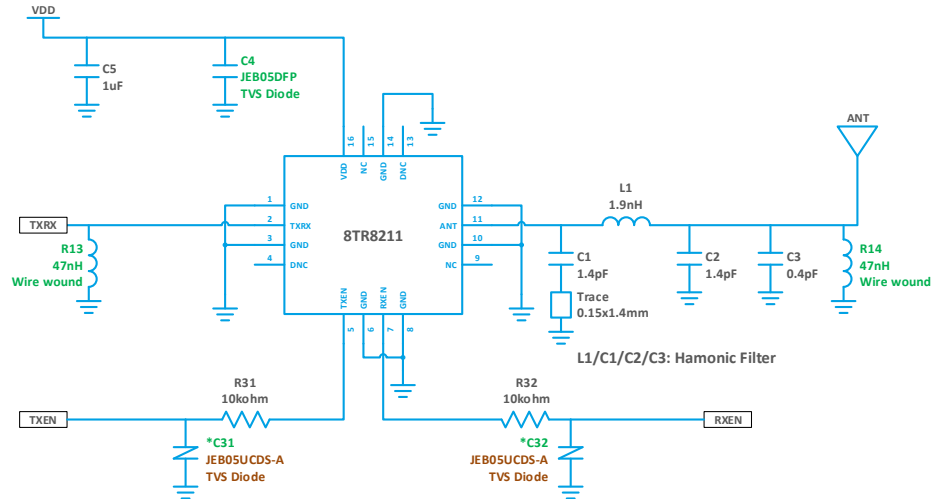 VDD
C5
1uF
C4
JEB05DFP
TVS Diode
16
15
14
13
VDD
NC
GND
DNC
ANT
L1
1.9nH
1
GND
2
TXRX
3
GND
4
DNC
8TR8211
GND
12
ANT
11
GND
10
NC
9
TXEN
GND
RXEN
GND
5
6
7
8
TXRX
R13
47nH
Wire wound
C1
1.4pF
Trace
0.15x1.4mm
C2
1.4pF
C3
0.4pF
R14
47nH
Wire wound
L1/C1/C2/C3: Hamonic Filter
TXEN
R31
10kohm
*C31
JEB05UCDS-A
TVS Diode
R32
10kohm
*C32
JEB05UCDS-A
TVS Diode
RXEN